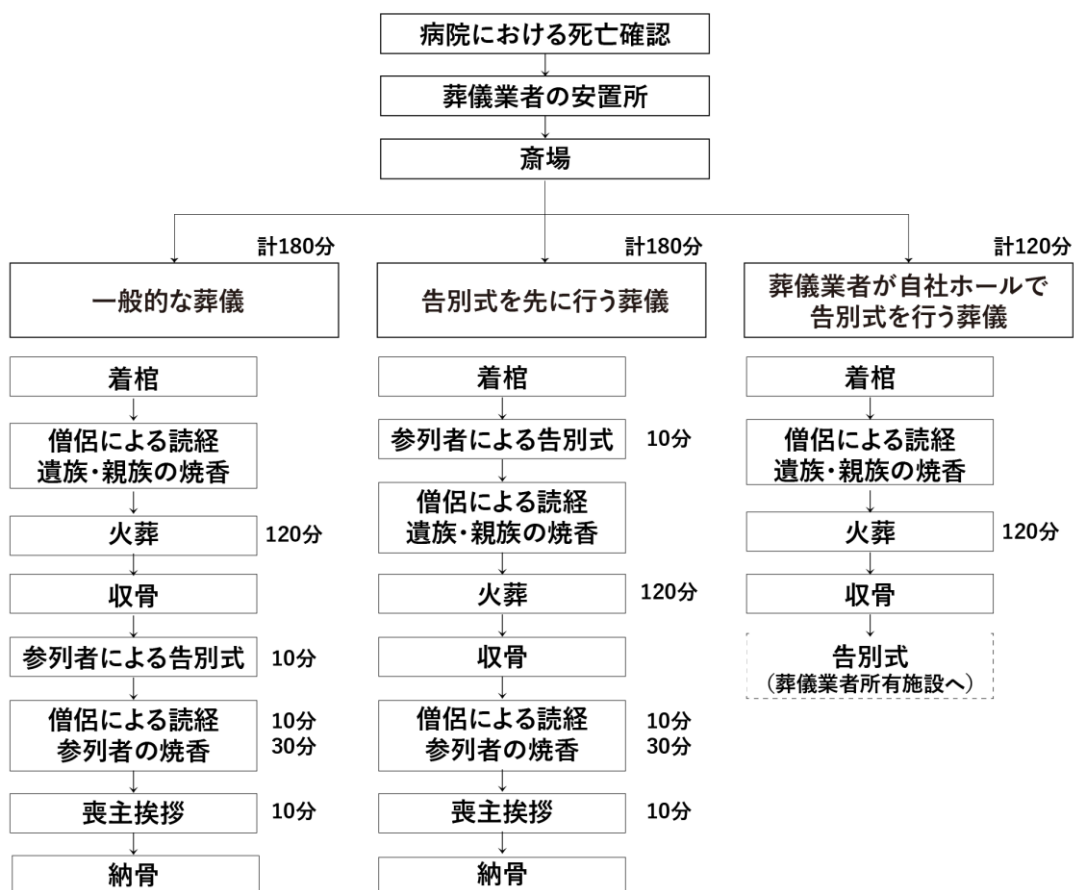 病院における死亡確認
葬儀業者の安置所
斎場
計180分
一般的な葬儀
着棺
僧侶による読経
遺族・親族の焼香
火葬
120分
収骨
参列者による告別式
10分
僧侶による読経
10分
参列者の焼香
30分
喪主挨拶
10分
納骨
計180分
告別式を先に行う葬儀
着棺
参列者による告別式
10分
僧侶による読経
遺族・親族の焼香
火葬
120分
収骨
僧侶による読経
10分
参列者の焼香
30分
喪主挨拶
10分
納骨
計120分
葬儀業者が自社ホールで
告別式を行う葬儀
着棺
僧侶による読経
遺族・親族の焼香
火葬
120分
収骨
告別式
（葬儀業者所有施設へ）